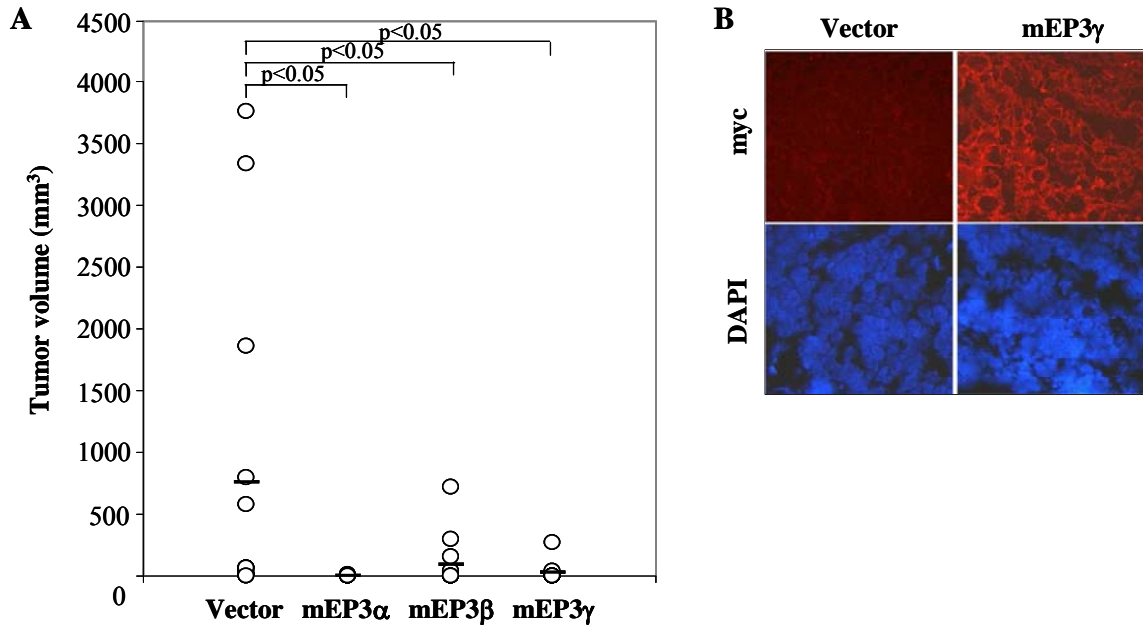 A
Tumor volume (mm³)
4500
4000
3500
3000
2500
2000
1500
1000
500
0
p<0.05
p<0.05
p<0.05
Vector mEP3α mEP3β mEP3γ
B
Vector mEP3γ
myc
DAPI